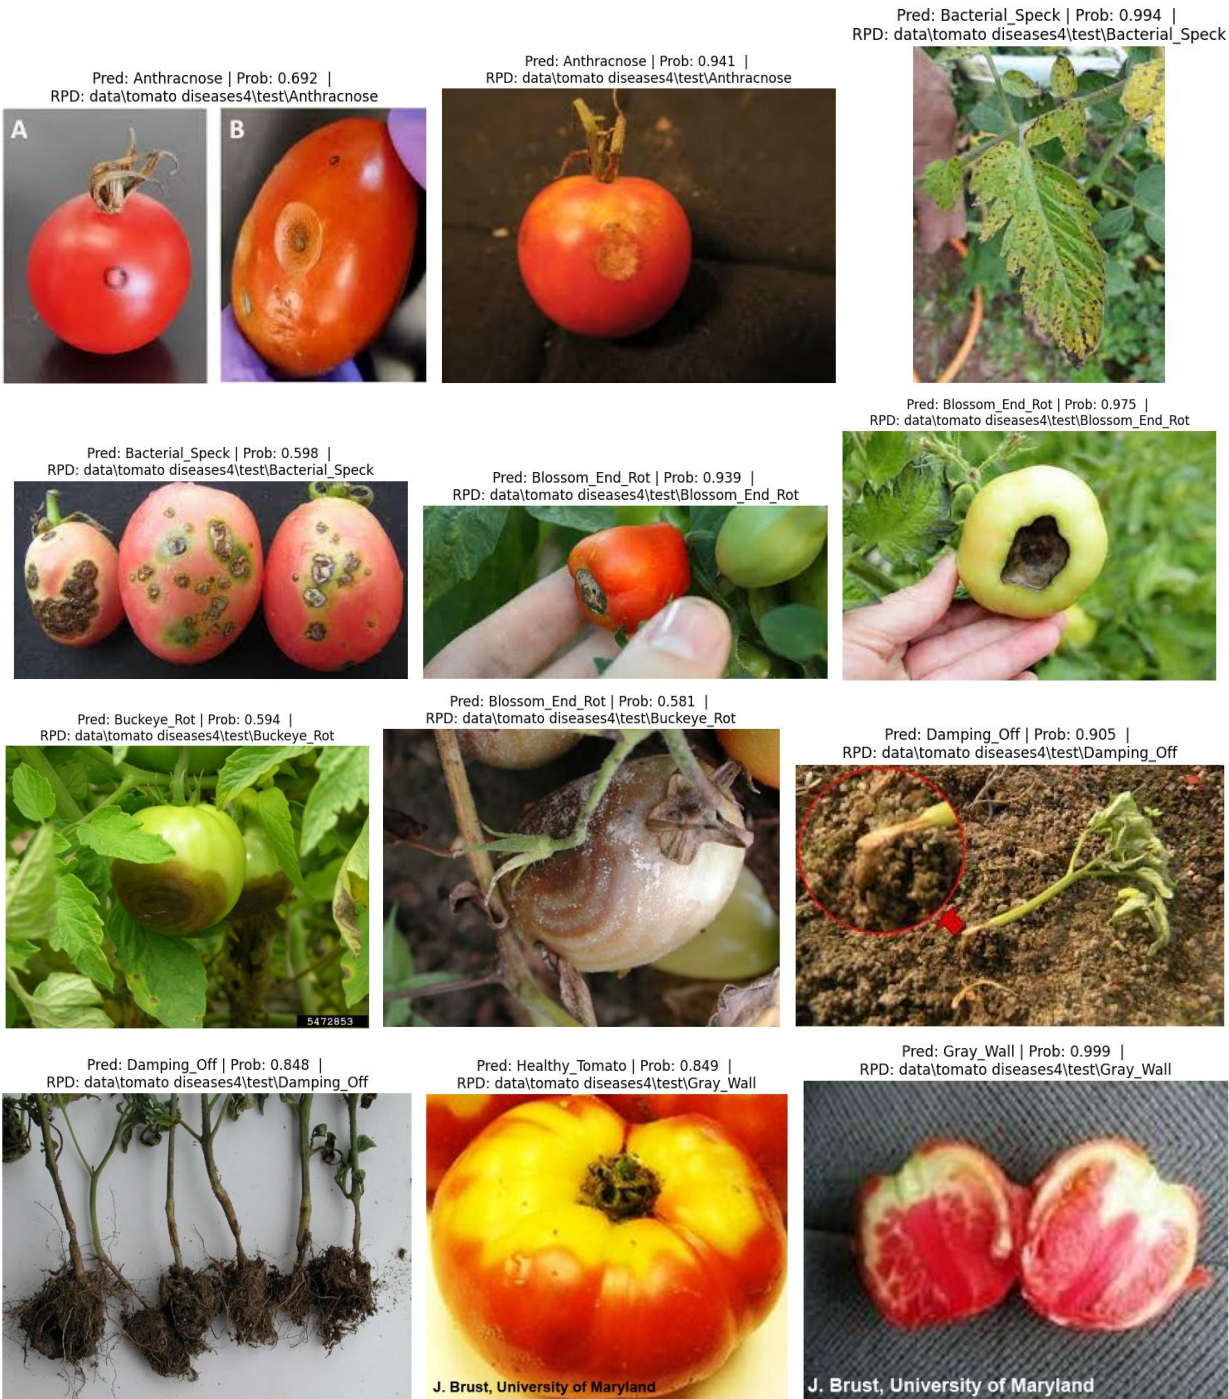 Pred: Anthracnose | Prob: 0.692 |
RPD: data\tomato diseases4\test\Anthracnose
A
B
Pred: Anthracnose | Prob: 0.941 |
RPD: data\tomato diseases4\test\Anthracnose
Pred: Bacterial_Speck | Prob: 0.994 |
RPD: data\tomato diseases4\test\Bacterial_Speck
Pred: Bacterial_Speck | Prob: 0.598 |
RPD: data\tomato diseases4\test\Bacterial_Speck
Pred: Blossom_End_Rot | Prob: 0.939 |
RPD: data\tomato diseases4\test\Blossom_End_Rot
Pred: Blossom_End_Rot | Prob: 0.975 |
RPD: data\tomato diseases4\test\Blossom_End_Rot
Pred: Buckeye_Rot | Prob: 0.594 |
RPD: data\tomato diseases4\test\Buckeye_Rot
5472853
Pred: Blossom_End_Rot | Prob: 0.581 |
RPD: data\tomato diseases4\test\Buckeye_Rot
Pred: Damping_Off | Prob: 0.905 |
RPD: data\tomato diseases4\test\Damping_Off
Pred: Damping_Off | Prob: 0.848 |
RPD: data\tomato diseases4\test\Damping_Off
Pred: Healthy_Tomato | Prob: 0.849 |
RPD: data\tomato diseases4\test\Gray_Wall
J. Brust, University of Maryland
Pred: Gray_Wall | Prob: 0.999 |
RPD: data\tomato diseases4\test\Gray_Wall
J. Brust, University of Maryland